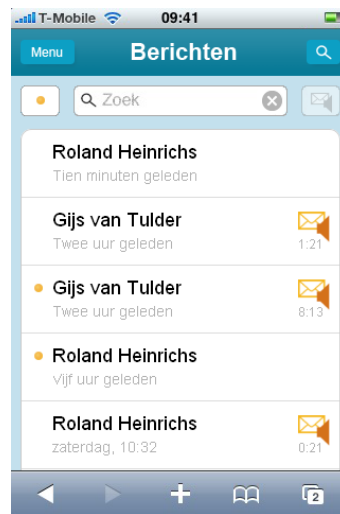 T-Mobile 09:41
Menu Berichten
Zoek
Roland Heinrichs
Tien minuten geleden
Gijs van Tulder
Twee uur geleden 1:21
Gijs van Tulder
Twee uur geleden 8:13
Roland Heinrichs
Vijf uur geleden
Roland Heinrichs
zaterdag, 10:32 0:21
2